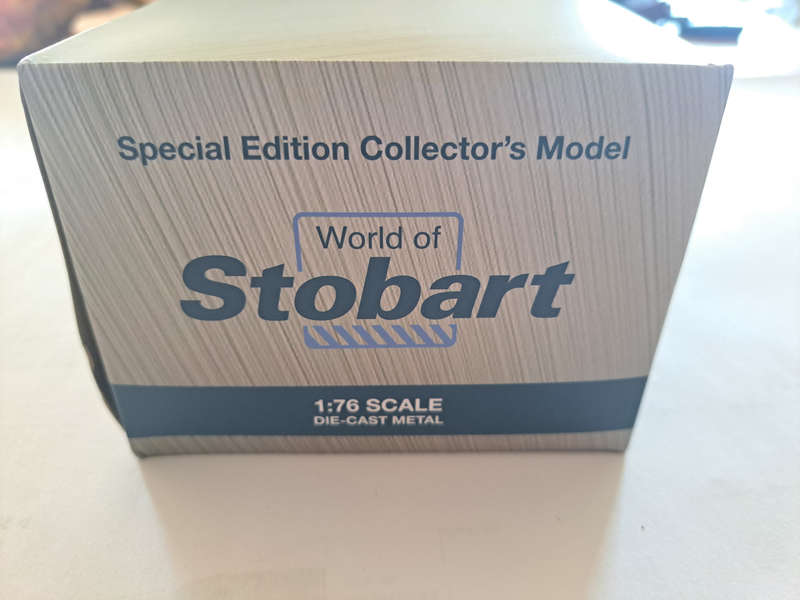 Special Edition Collector's Model
World of
Stobart
1:76 SCALE
DIE-CAST METAL